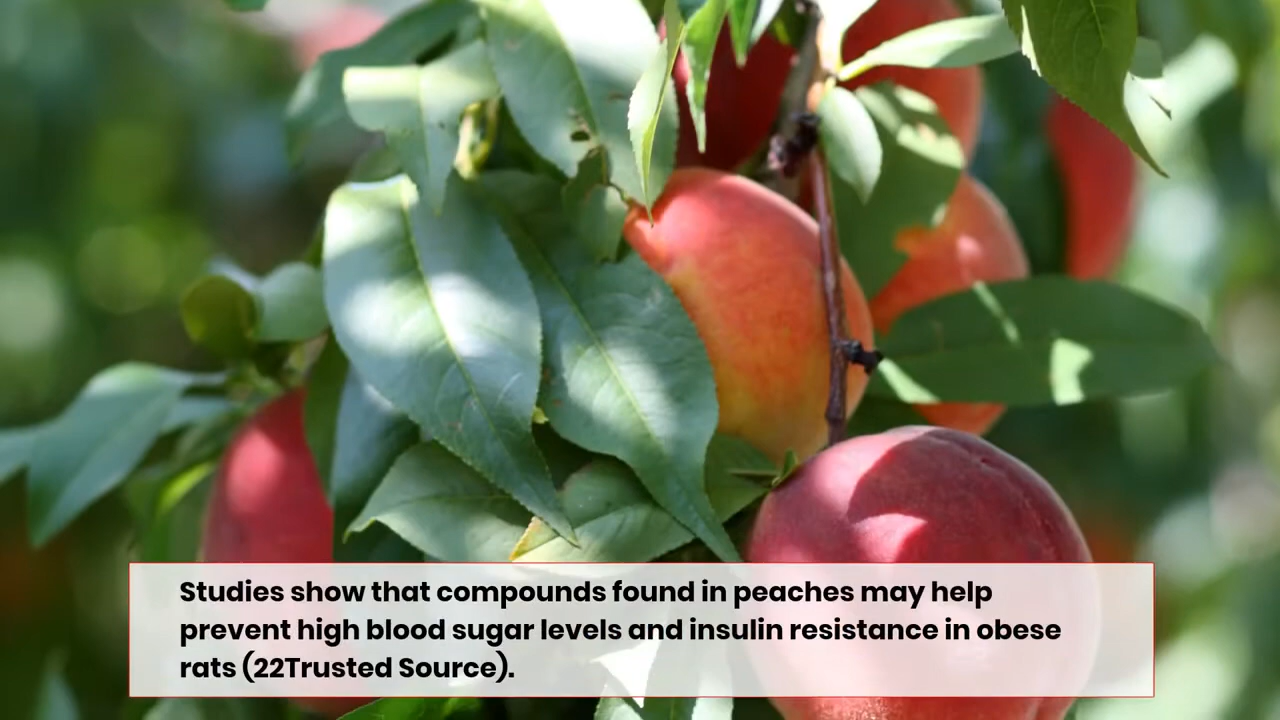 Studies show that compounds found in peaches may help
prevent high blood sugar levels and insulin resistance in obese
rats (22Trusted Source).